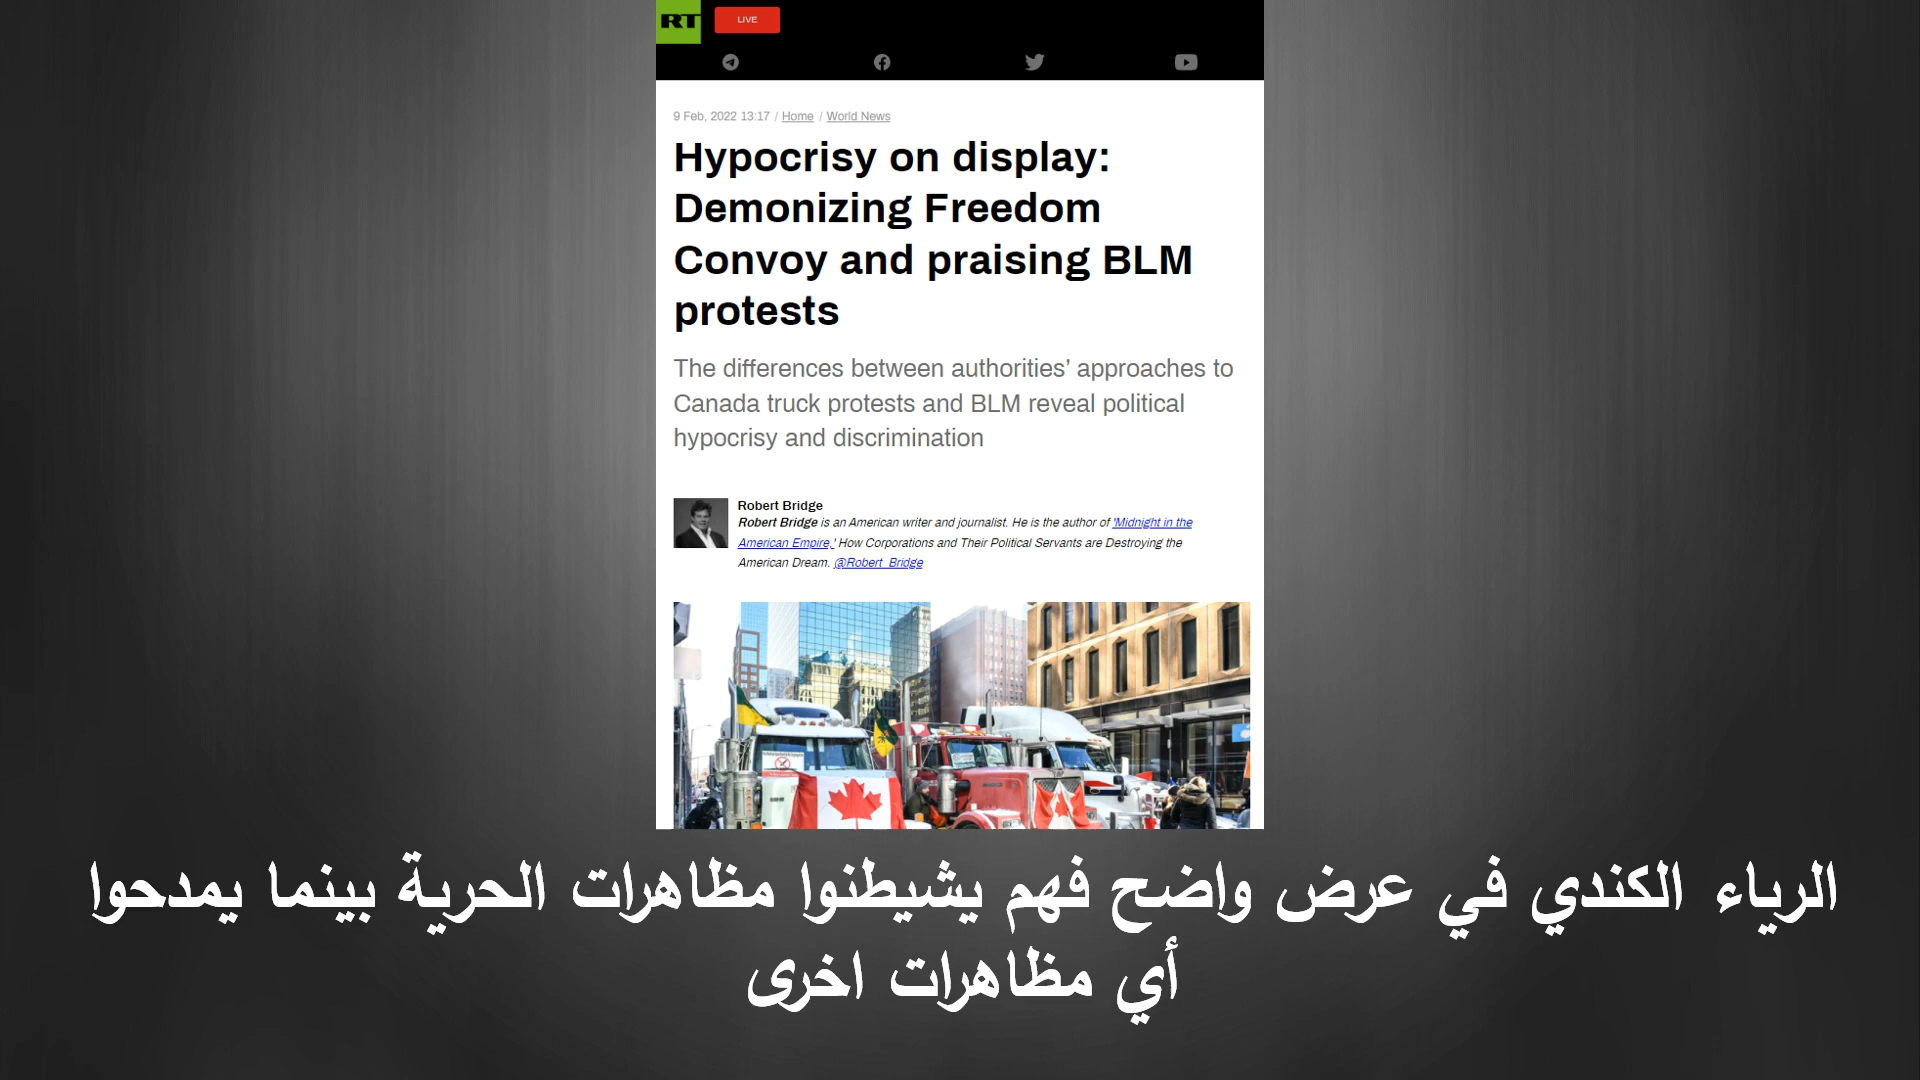 RT
LIVE
9 Feb, 2022 13:17 / Home / World News
Hypocrisy on display:
Demonizing Freedom
Convoy and praising BLM
protests
The differences between authorities’ approaches to
Canada truck protests and BLM reveal political
hypocrisy and discrimination
Robert Bridge
Robert Bridge is an American writer and journalist. He is the author of 'Midnight in the
American Empire,' How Corporations and Their Political Servants are Destroying the
American Dream. @Robert_Bridge
الرياء الكندي في عرض واضح فهم يشيطنوا مظاهرات الحرية بينما يمدحوا
أي مظاهرات اخرى